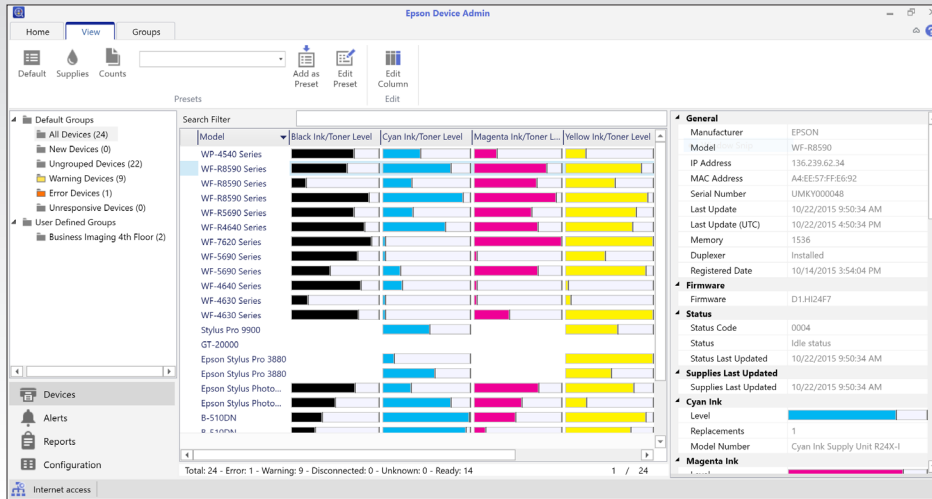 Epson Device Admin
Home View Groups
Default Supplies Counts
Add as Preset
Edit Preset
Edit Column
Presets
Edit
Default Groups
All Devices (24)
New Devices (0)
Ungrouped Devices (22)
Warning Devices (9)
Error Devices (1)
Unresponsive Devices (0)
User Defined Groups
Business Imaging 4th Floor (2)
Devices
Alerts
Reports
Configuration
Search Filter
Model Black Ink/Toner Level Cyan Ink/Toner Level Magenta Ink/Toner L... Yellow Ink/Toner Level
WP-4540 Series
WF-R8590 Series
WF-R8590 Series
WF-R8590 Series
WF-R5690 Series
WF-R4640 Series
WF-7620 Series
WF-5690 Series
WF-5690 Series
WF-4640 Series
WF-4630 Series
WF-4630 Series
Stylus Pro 9900
GT-20000
Epson Stylus Pro 3880
Epson Stylus Pro 3880
Epson Stylus Photo...
Epson Stylus Photo...
B-510DN
B-510DN
Total: 24 - Error: 1 - Warning: 9 - Disconnected: 0 - Unknown: 0 - Ready: 14
1 / 24
General
Manufacturer EPSON
Model WF-R8590
IP Address 136.239.62.34
MAC Address A4:EE:57:FF:E6:92
Serial Number UMKY000048
Last Update 10/22/2015 9:50:34 AM
Last Update (UTC) 10/22/2015 4:50:34 PM
Memory 1536
Duplexer Installed
Registered Date 10/14/2015 3:54:04 PM
Firmware
Firmware D1.HI24F7
Status
Status Code 0004
Status Idle status
Status Last Updated 10/22/2015 9:50:34 AM
Supplies Last Updated
Supplies Last Updated 10/22/2015 9:50:34 AM
Cyan Ink
Level
Replacements 1
Model Number Cyan Ink Supply Unit R24X-I
Magenta Ink
Level
Internet access